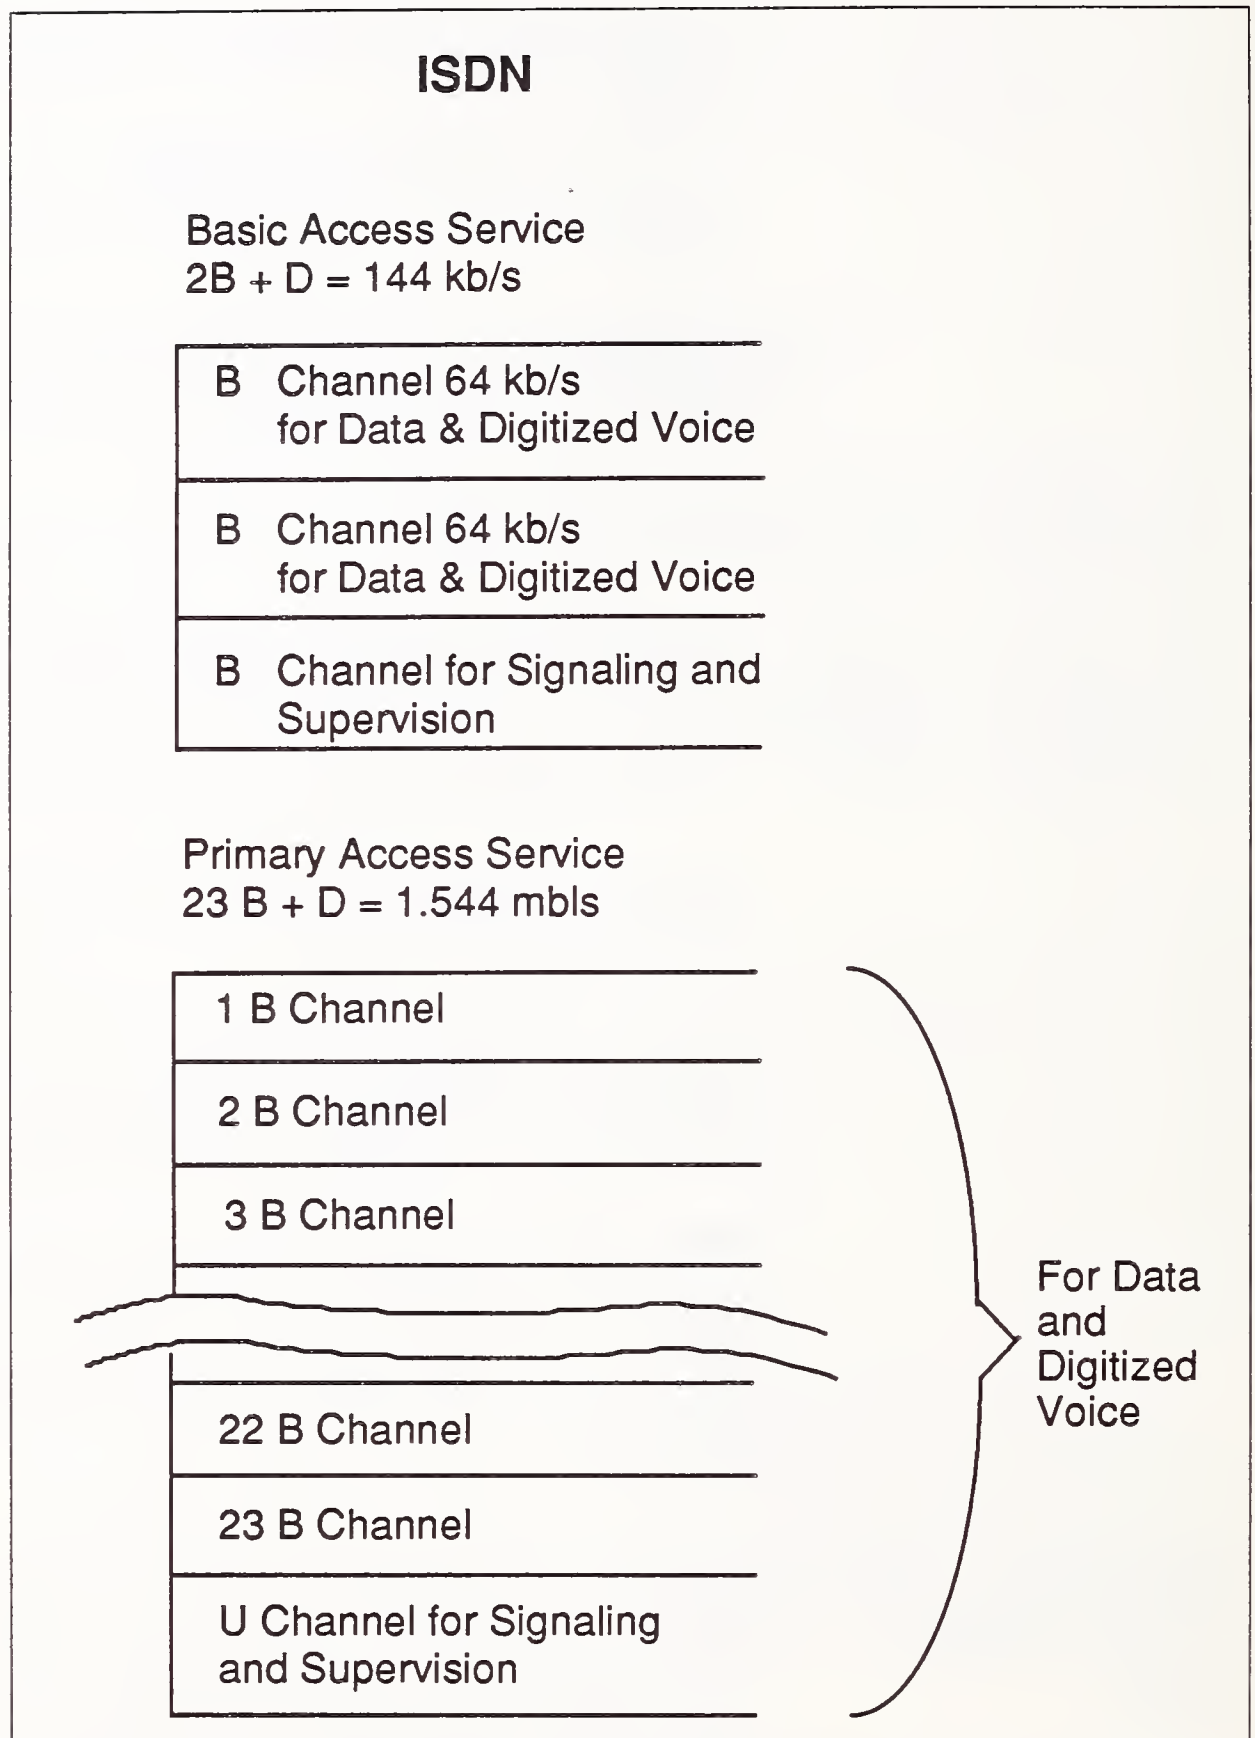 ISDN
Basic Access Service
2B + D = 144 kb/s
B Channel 64 kb/s
for Data & Digitized Voice
B Channel 64 kb/s
for Data & Digitized Voice
B Channel for Signaling and
Supervision
Primary Access Service
23 B + D = 1.544 mbls
1 B Channel
2 B Channel
3 B Channel
22 B Channel
23 B Channel
U Channel for Signaling
and Supervision
For Data
and
Digitized
Voice